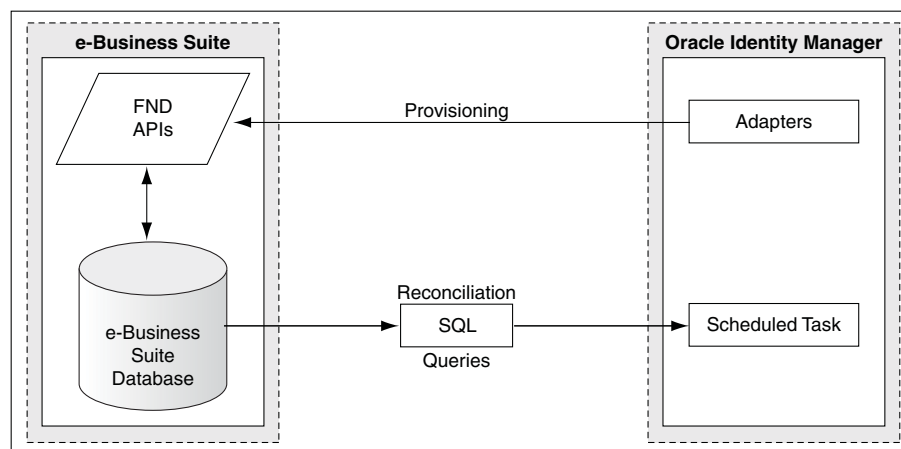 e-Business Suite
Oracle Identity Manager
FND
APIs
Provisioning
Adapters
e-Business
Suite
Database
Reconciliation
SQL
Queries
Scheduled Task